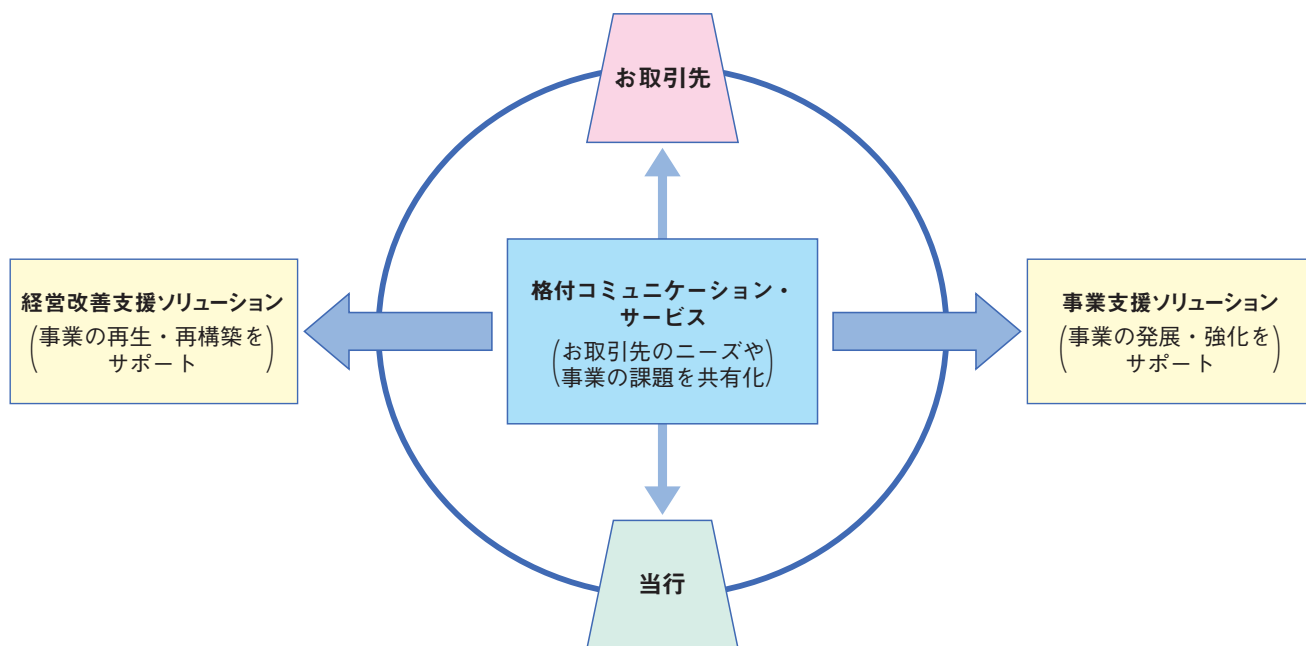 お取引先
経営改善支援ソリューション
(事業の再生・再構築を
サポート)
格付コミュニケーション・
サービス
(お取引先のニーズや
事業の課題を共有化)
事業支援ソリューション
(事業の発展・強化を
サポート)
当行